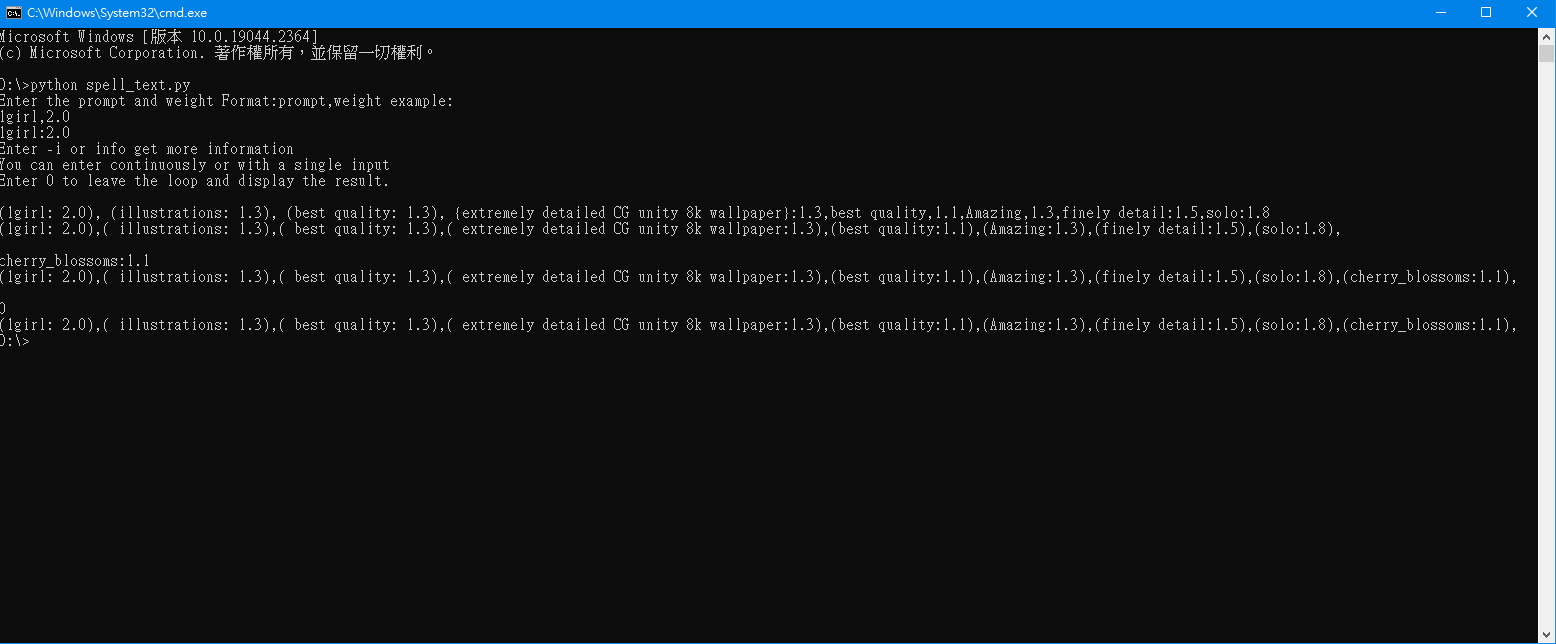 C:\Windows\System32\cmd.exe
Microsoft Windows [版本 10.0.19044.2364]
(c) Microsoft Corporation. 著作權所有，並保留一切權利。
D:\>python spell_text.py
Enter the prompt and weight Format:prompt,weight example:
1girl,2.0
1girl:2.0
Enter -i or info get more information
You can enter continuously or with a single input
Enter 0 to leave the loop and display the result.
(1girl: 2.0), (illustrations: 1.3), (best quality: 1.3), {extremely detailed CG unity 8k wallpaper}:1.3,best quality,1.1,Amazing,1.3,finely detail:1.5,solo:1.8
(1girl: 2.0),( illustrations: 1.3),( best quality: 1.3),( extremely detailed CG unity 8k wallpaper:1.3),(best quality:1.1),(Amazing:1.3),(finely detail:1.5),(solo:1.8),
cherry_blossoms:1.1
(1girl: 2.0),( illustrations: 1.3),( best quality: 1.3),( extremely detailed CG unity 8k wallpaper:1.3),(best quality:1.1),(Amazing:1.3),(finely detail:1.5),(solo:1.8),(cherry_blossoms:1.1),
0
(1girl: 2.0),( illustrations: 1.3),( best quality: 1.3),( extremely detailed CG unity 8k wallpaper:1.3),(best quality:1.1),(Amazing:1.3),(finely detail:1.5),(solo:1.8),(cherry_blossoms:1.1),
D:\>